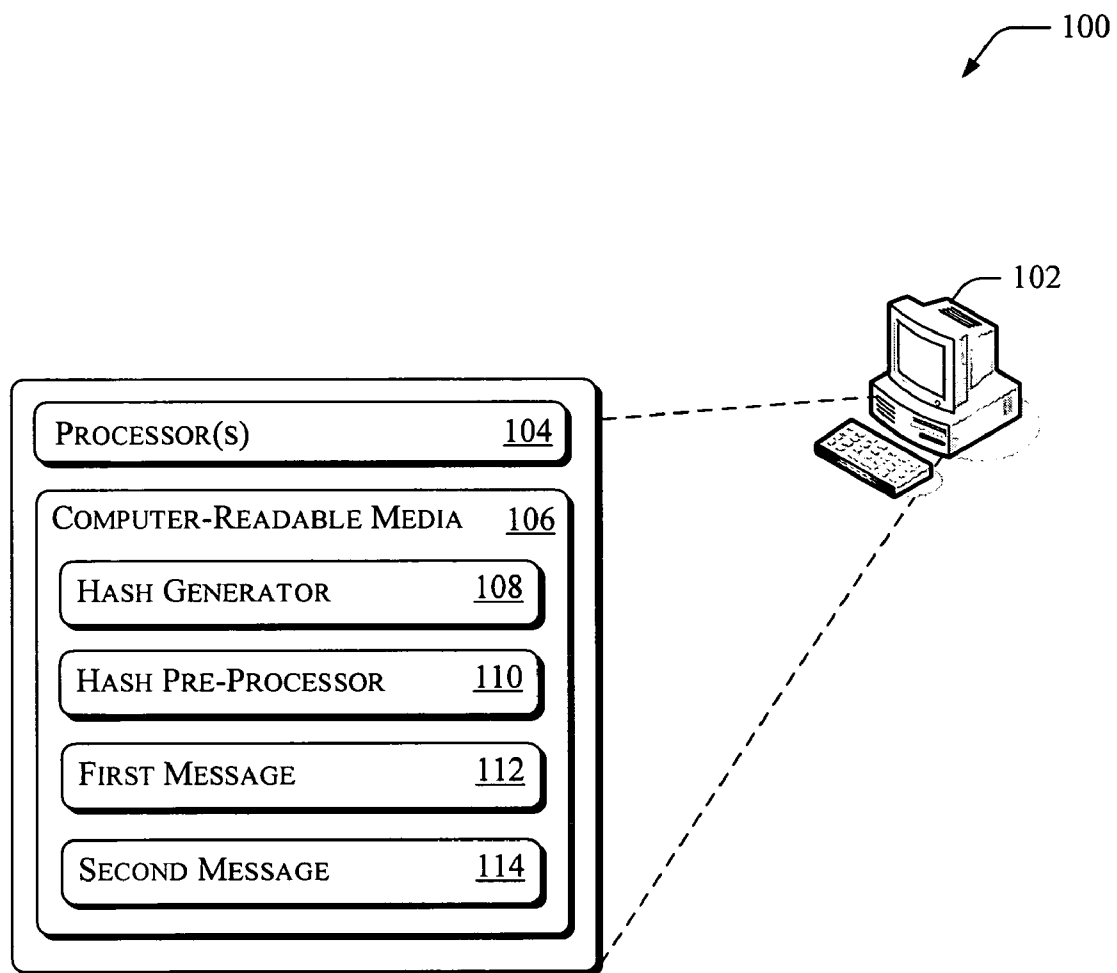 100
102
PROCESSOR(S) 104
COMPUTER-READABLE MEDIA 106
HASH GENERATOR 108
HASH PRE-PROCESSOR 110
FIRST MESSAGE 112
SECOND MESSAGE 114